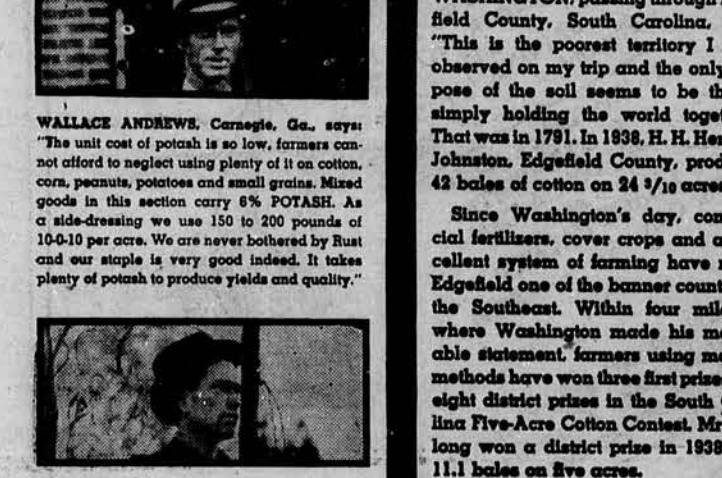 WALLACE ANDREWS, Carnegie, Ga., says:
"The unit cost of potash is so low, farmers can-
not afford to neglect using plenty of it on cotton,
corn, peanuts, potatoes and small grains. Mixed
goods in this section carry 6% POTASH. As
a side-dressing we use 150 to 200 pounds of
10-0-10 per acre. We are never bothered by Rust
and our staple is very good indeed. It takes
plenty of potash to produce yields and quality."
WASHINGTON, passing through
field County, South Carolina,
"This is the poorest territory I
observed on my trip and the only
pose of the soil seems to be th
simply holding the world toget
That was in 1791. In 1938, H. H. Her
Johnston, Edgefield County, prod
42 bales of cotton on 24 3/10 acres
Since Washington's day, com
cial fertilizers, cover crops and a
cellent system of farming have m
Edgefield one of the banner count
the Southeast. Within four mile
where Washington made his me
able statement, farmers using mo
methods have won three first prize
eight district prizes in the South C
lina Five-Acre Cotton Contest. Mr
long won a district prize in 1938
11.1 bales on five acres.